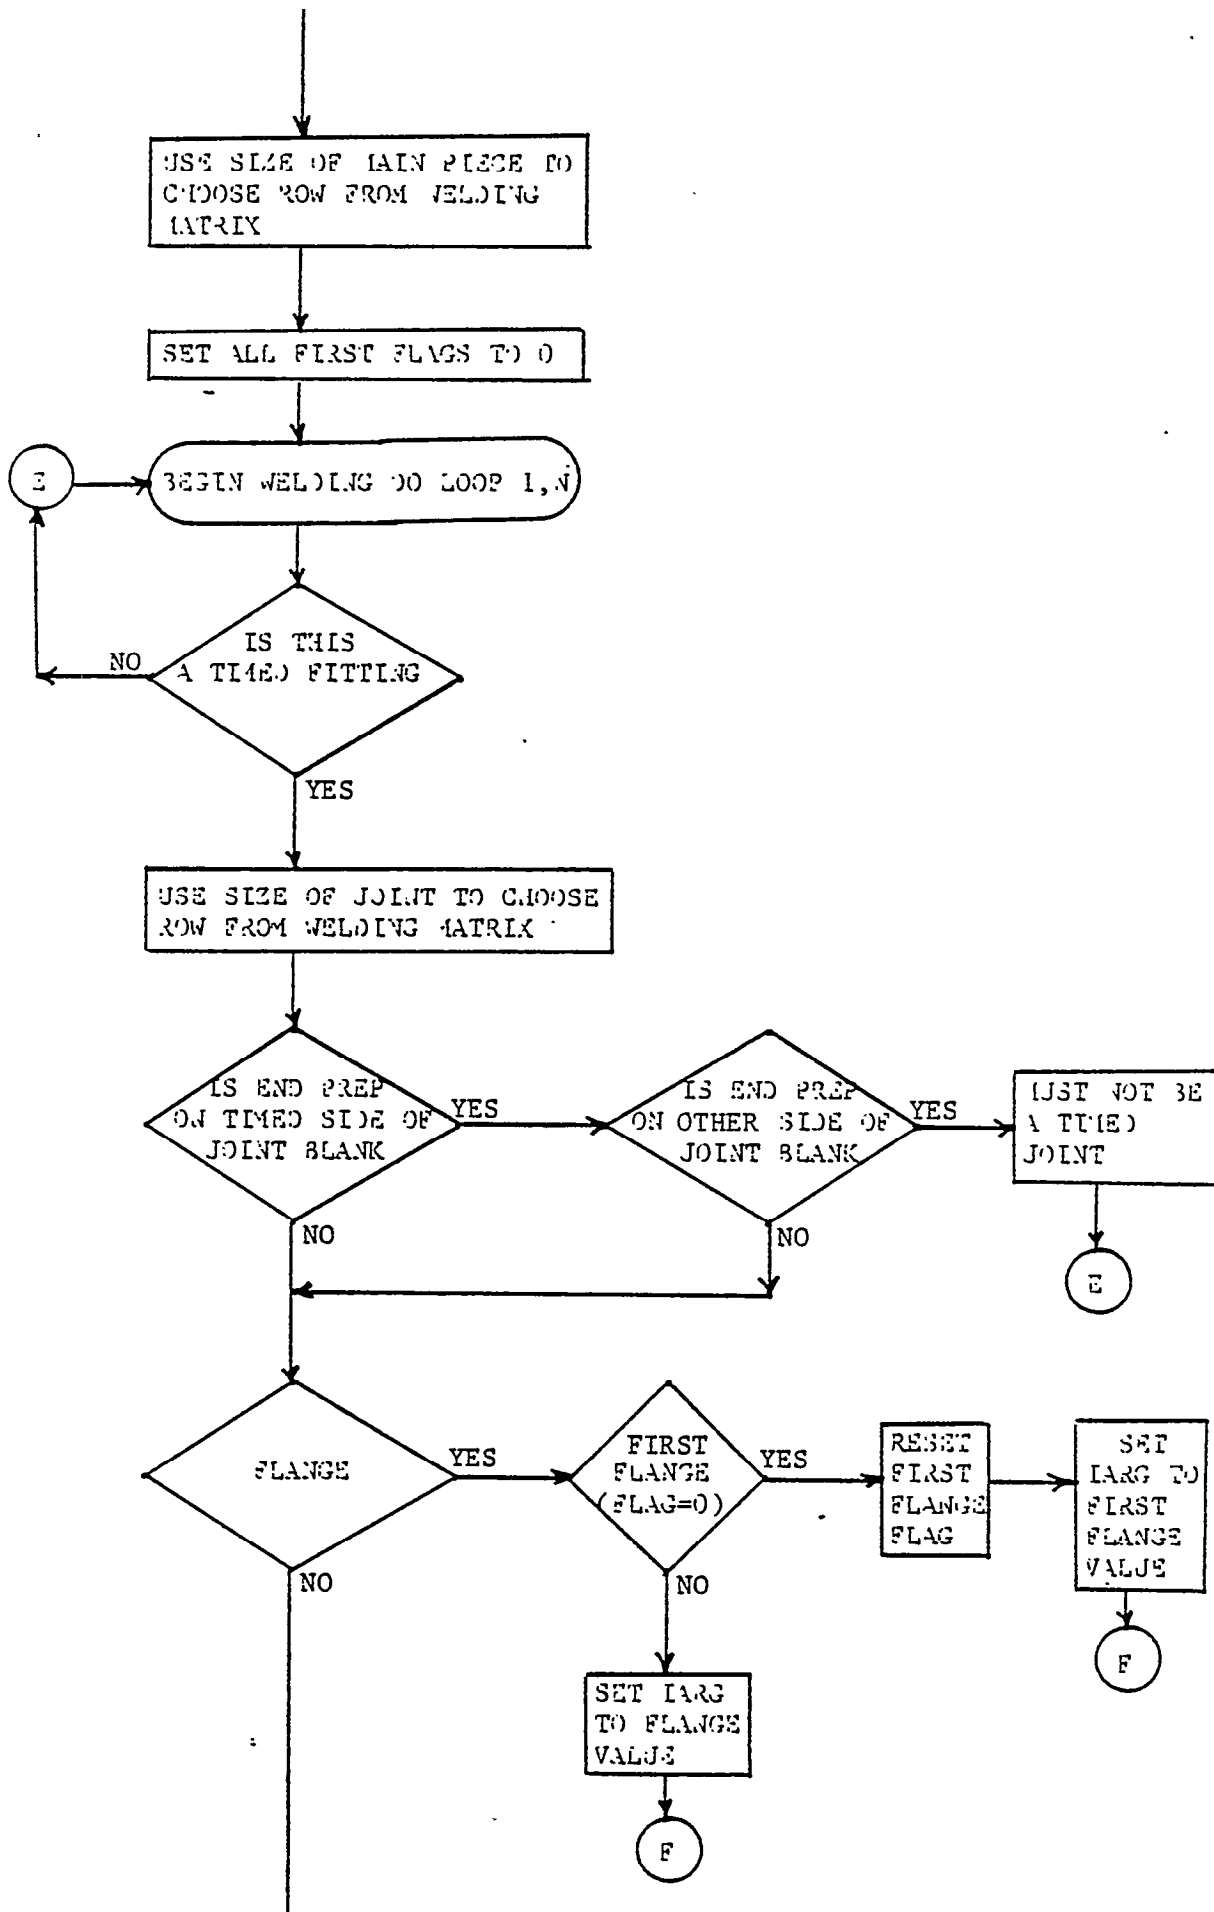 USE SIZE OF MAIN PIECE TO
CHOOSE ROW FROM WELDING
MATRIX
SET ALL FIRST FLAGS TO 0
E
BEGIN WELDING DO LOOP 1,N
IS THIS
A TIMED FITTING
NO
YES
USE SIZE OF JOINT TO CHOOSE
ROW FROM WELDING MATRIX
IS END PREP
ON TIMED SIDE OF
JOINT BLANK
YES
NO
IS END PREP
ON OTHER SIDE OF
JOINT BLANK
YES
NO
MUST NOT BE
A TIMED
JOINT
E
FLANGE
YES
NO
FIRST
FLANGE
(FLAG=0)
YES
NO
RESET
FIRST
FLANGE
FLAG
SET
IARG TO
FIRST
FLANGE
VALUE
F
SET IARG
TO FLANGE
VALUE
F